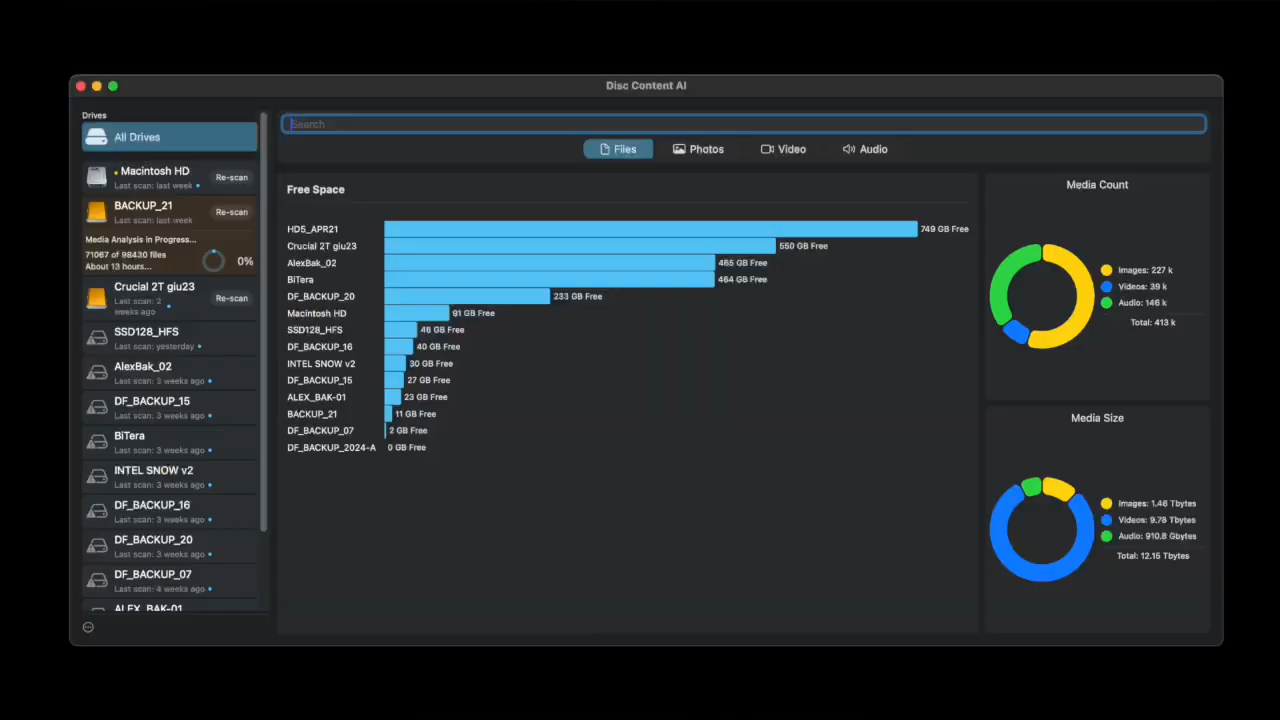 Disc Content AI
Drives
All Drives
Macintosh HD
Last scan: last week
Re-scan
BACKUP_21
Last scan: last week
Re-scan
Media Analysis in Progress...
71067 of 98430 files
About 13 hours...
0%
Crucial 2T giu23
Last scan: 2
weeks ago
Re-scan
SSD128_HFS
Last scan: yesterday
AlexBak_02
Last scan: 3 weeks ago
DF_BACKUP_15
Last scan: 3 weeks ago
BiTera
Last scan: 3 weeks ago
INTEL SNOW v2
Last scan: 3 weeks ago
DF_BACKUP_16
Last scan: 3 weeks ago
DF_BACKUP_20
Last scan: 3 weeks ago
DF_BACKUP_07
Last scan: 4 weeks ago
ALEX_BAK-01
Search
Files
Photos
Video
Audio
Free Space
HD5_APR21 749 GB Free
Crucial 2T giu23 550 GB Free
AlexBak_02 465 GB Free
BiTera 464 GB Free
DF_BACKUP_20 233 GB Free
Macintosh HD 91 GB Free
SSD128_HFS 46 GB Free
DF_BACKUP_16 40 GB Free
INTEL SNOW v2 30 GB Free
DF_BACKUP_15 27 GB Free
ALEX_BAK-01 23 GB Free
BACKUP_21 11 GB Free
DF_BACKUP_07 2 GB Free
DF_BACKUP_2024-A 0 GB Free
Media Count
Images: 227 k
Videos: 39 k
Audio: 146 k
Total: 413 k
Media Size
Images: 1.46 Tbytes
Videos: 9.78 Tbytes
Audio: 910.8 Gbytes
Total: 12.15 Tbytes